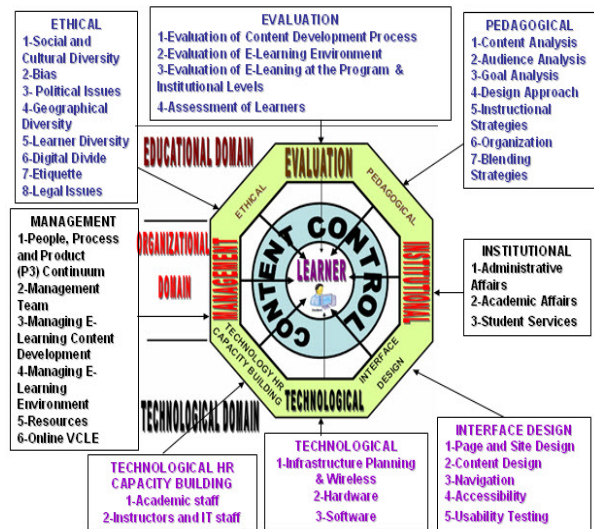 ETHICAL
1-Social and
Cultural Diversity
2-Bias
3- Political Issues
4-Geographical
Diversity
5-Learner Diversity
6-Digital Divide
7-Etiquette
8-Legal Issues
EVALUATION
1-Evaluation of Content Development Process
2-Evaluation of E-Learning Environment
3-Evaluation of E-Leaning at the Program &
Institutional Levels
4-Assessment of Learners
PEDAGOGICAL
1-Content Analysis
2-Audience Analysis
3-Goal Analysis
4-Design Approach
5-Instructional
Strategies
6-Organization
7-Blending
Strategies
EDUCATIONAL DOMAIN
ORGANIZATIONAL
DOMAIN
TECHNOLOGICAL DOMAIN
EVALUATION
ETHICAL
PEDAGOGICAL
MANAGEMENT
INSTITUTIONAL
CONTENT CONTROL
LEARNER
TECHNOLOGY HR
CAPACITY BUILDING
INTERFACE
DESIGN
TECHNOLOGICAL
MANAGEMENT
1-People, Process
and Product
(P3) Continuum
2-Management
Team
3-Managing E-
Learning Content
Development
4-Managing E-
Learning
Environment
5-Resources
6-Online VCLE
INSTITUTIONAL
1-Administrative
Affairs
2-Academic Affairs
3-Student Services
TECHNOLOGICAL HR
CAPACITY BUILDING
1-Academic staff
2-Instructors and IT staff
TECHNOLOGICAL
1-Infrastructure Planning
& Wireless
2-Hardware
3-Software
INTERFACE DESIGN
1-Page and Site Design
2-Content Design
3-Navigation
4-Accessibility
5-Usability Testing